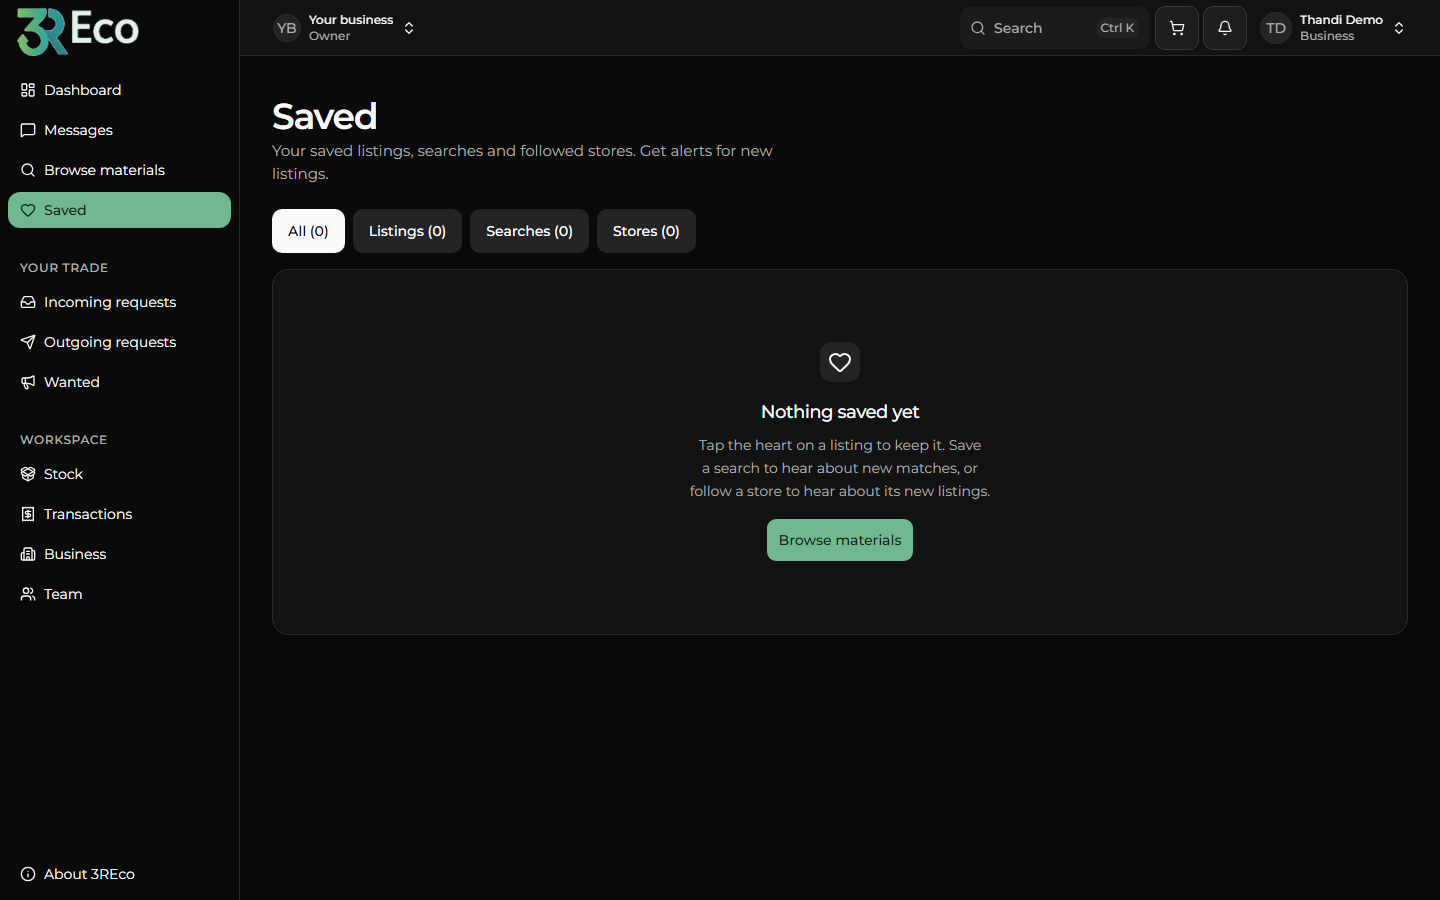 3R Eco
YB
Your business
Owner
Search
Ctrl K
TD
Thandi Demo
Business
Dashboard
Messages
Browse materials
Saved
YOUR TRADE
Incoming requests
Outgoing requests
Wanted
WORKSPACE
Stock
Transactions
Business
Team
About 3REco
Saved
Your saved listings, searches and followed stores. Get alerts for new
listings.
All (0)
Listings (0)
Searches (0)
Stores (0)
Nothing saved yet
Tap the heart on a listing to keep it. Save
a search to hear about new matches, or
follow a store to hear about its new listings.
Browse materials